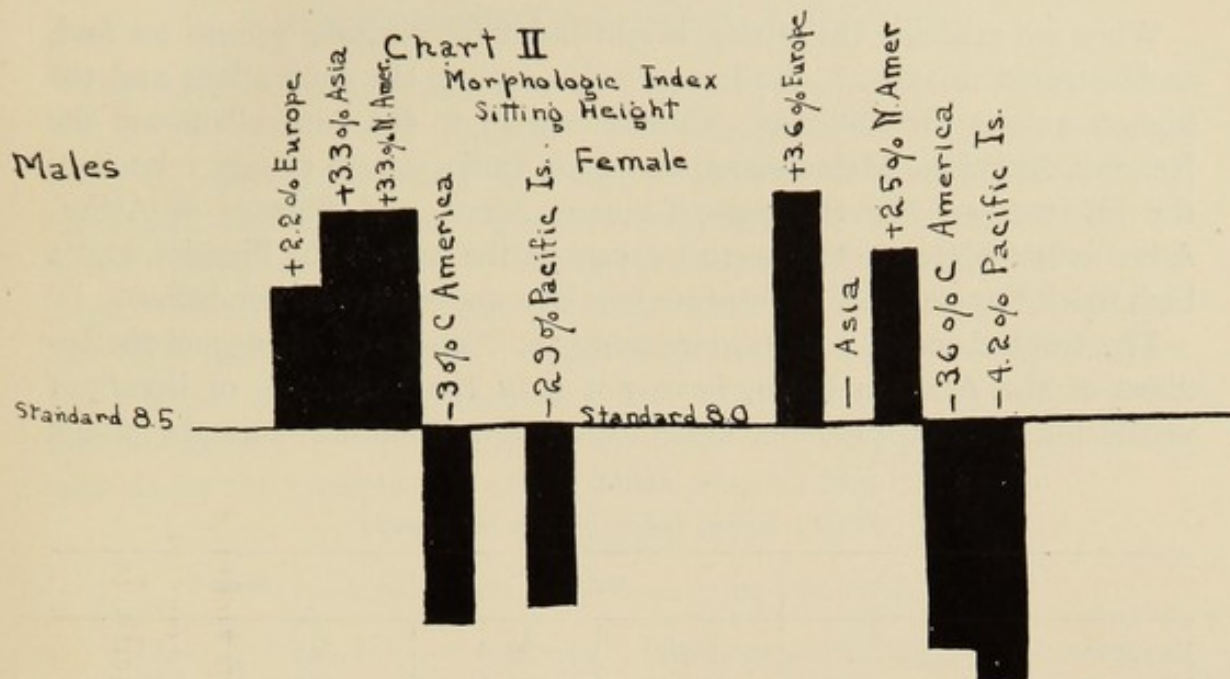 Chart II
Morphologic Index
Sitting Height
Males
+2.2% Europe
+3.3% Asia
+3.3% N. Amer.
-3% C America
-2.9% Pacific Is.
Standard 8.5
Female
+3.6% Europe
— Asia
+2.5% N. Amer
-3.6% C America
-4.2% Pacific Is.
Standard 8.0